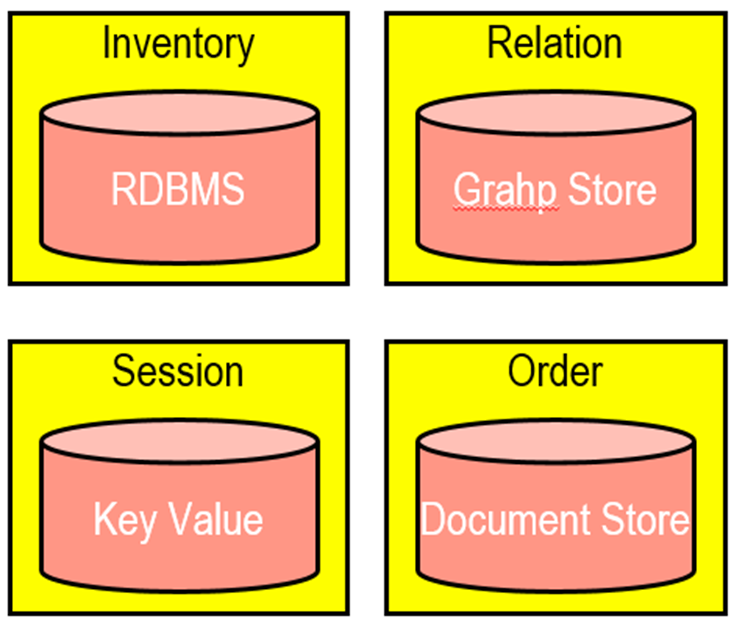 Inventory
RDBMS
Relation
Grahp Store
Session
Key Value
Order
Document Store